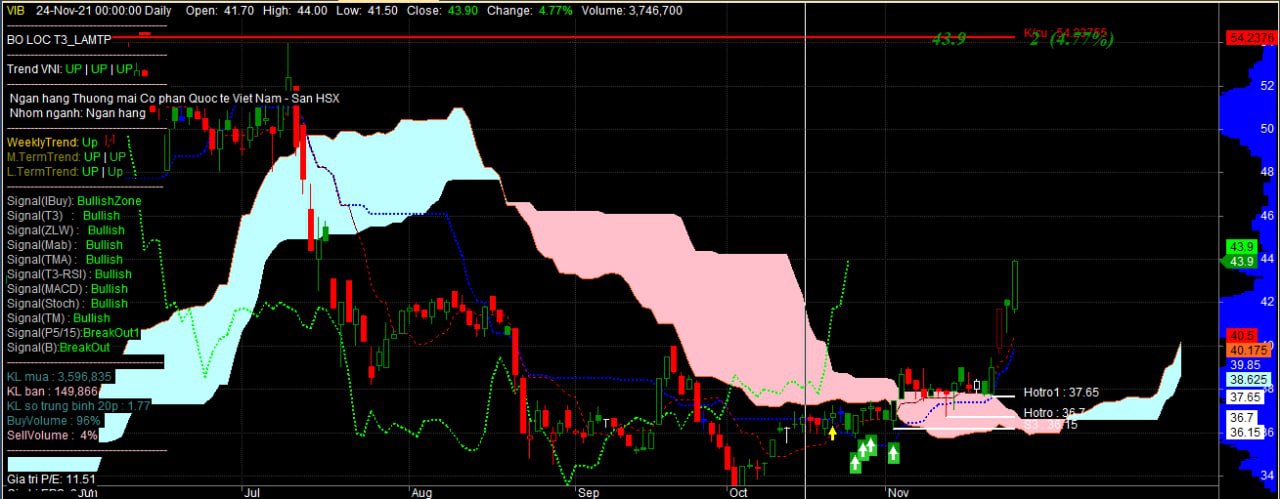 VIB 24-Nov-21 00:00:00 Daily Open: 41.70 High: 44.00 Low: 41.50 Close: 43.90 Change: 4.77% Volume: 3,746,700
BO LOC T3_LAMTP
54.2376
43.9 2 (4.77%)
Trend VNI: UP | UP | UP
Ngan hang Thuong mai Co phan Quoc te Viet Nam - San HSX
Nhom nganh: Ngan hang
WeeklyTrend: Up
M.TermTrend: UP | UP
L.TermTrend: UP | Up
Signal(IBuy): BullishZone
Signal(T3) : Bullish
Signal(ZLW) : Bullish
Signal(Mab) : Bullish
Signal(TMA) : Bullish
Signal(T3-RSI) : Bullish
Signal(MACD) : Bullish
Signal(Stoch) : Bullish
Signal(TM) : Bullish
Signal(P5/15):BreakOut1
Signal(B):BreakOut
KL mua : 3,596,835
KL ban : 149,866
KL so trung binh 20p : 1.77
BuyVolume : 96%
SellVolume : 4%
Gia tri P/E: 11.51
52
50
48
46
43.9
44
43.9
42
40.5
40
40.175
39.85
38.625
38
37.65
36.7
36.15
36
34
Hotro1 : 37.65
Hotro : 36.7
S3 : 36.15
Jun Jul Aug Sep Oct Nov